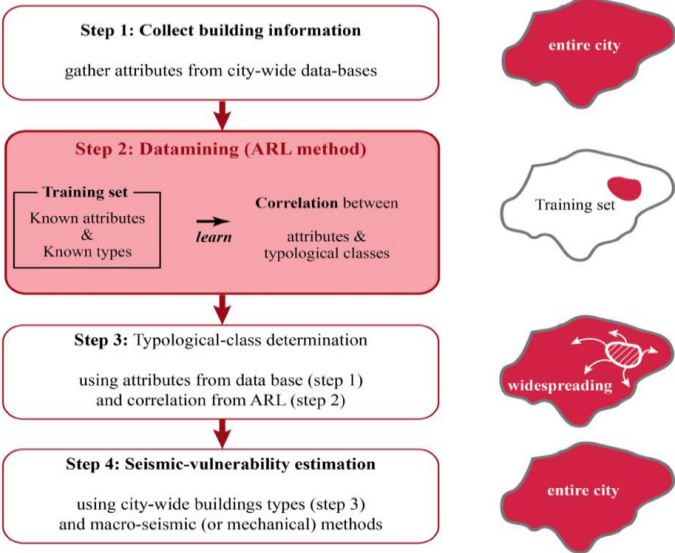 Step 1: Collect building information
gather attributes from city-wide data-bases
entire city
Step 2: Datamining (ARL method)
Training set
Known attributes
&
Known types
learn
Correlation between
attributes &
typological classes
Training set
Step 3: Typological-class determination
using attributes from data base (step 1)
and correlation from ARL (step 2)
widespreading
Step 4: Seismic-vulnerability estimation
using city-wide buildings types (step 3)
and macro-seismic (or mechanical) methods
entire city